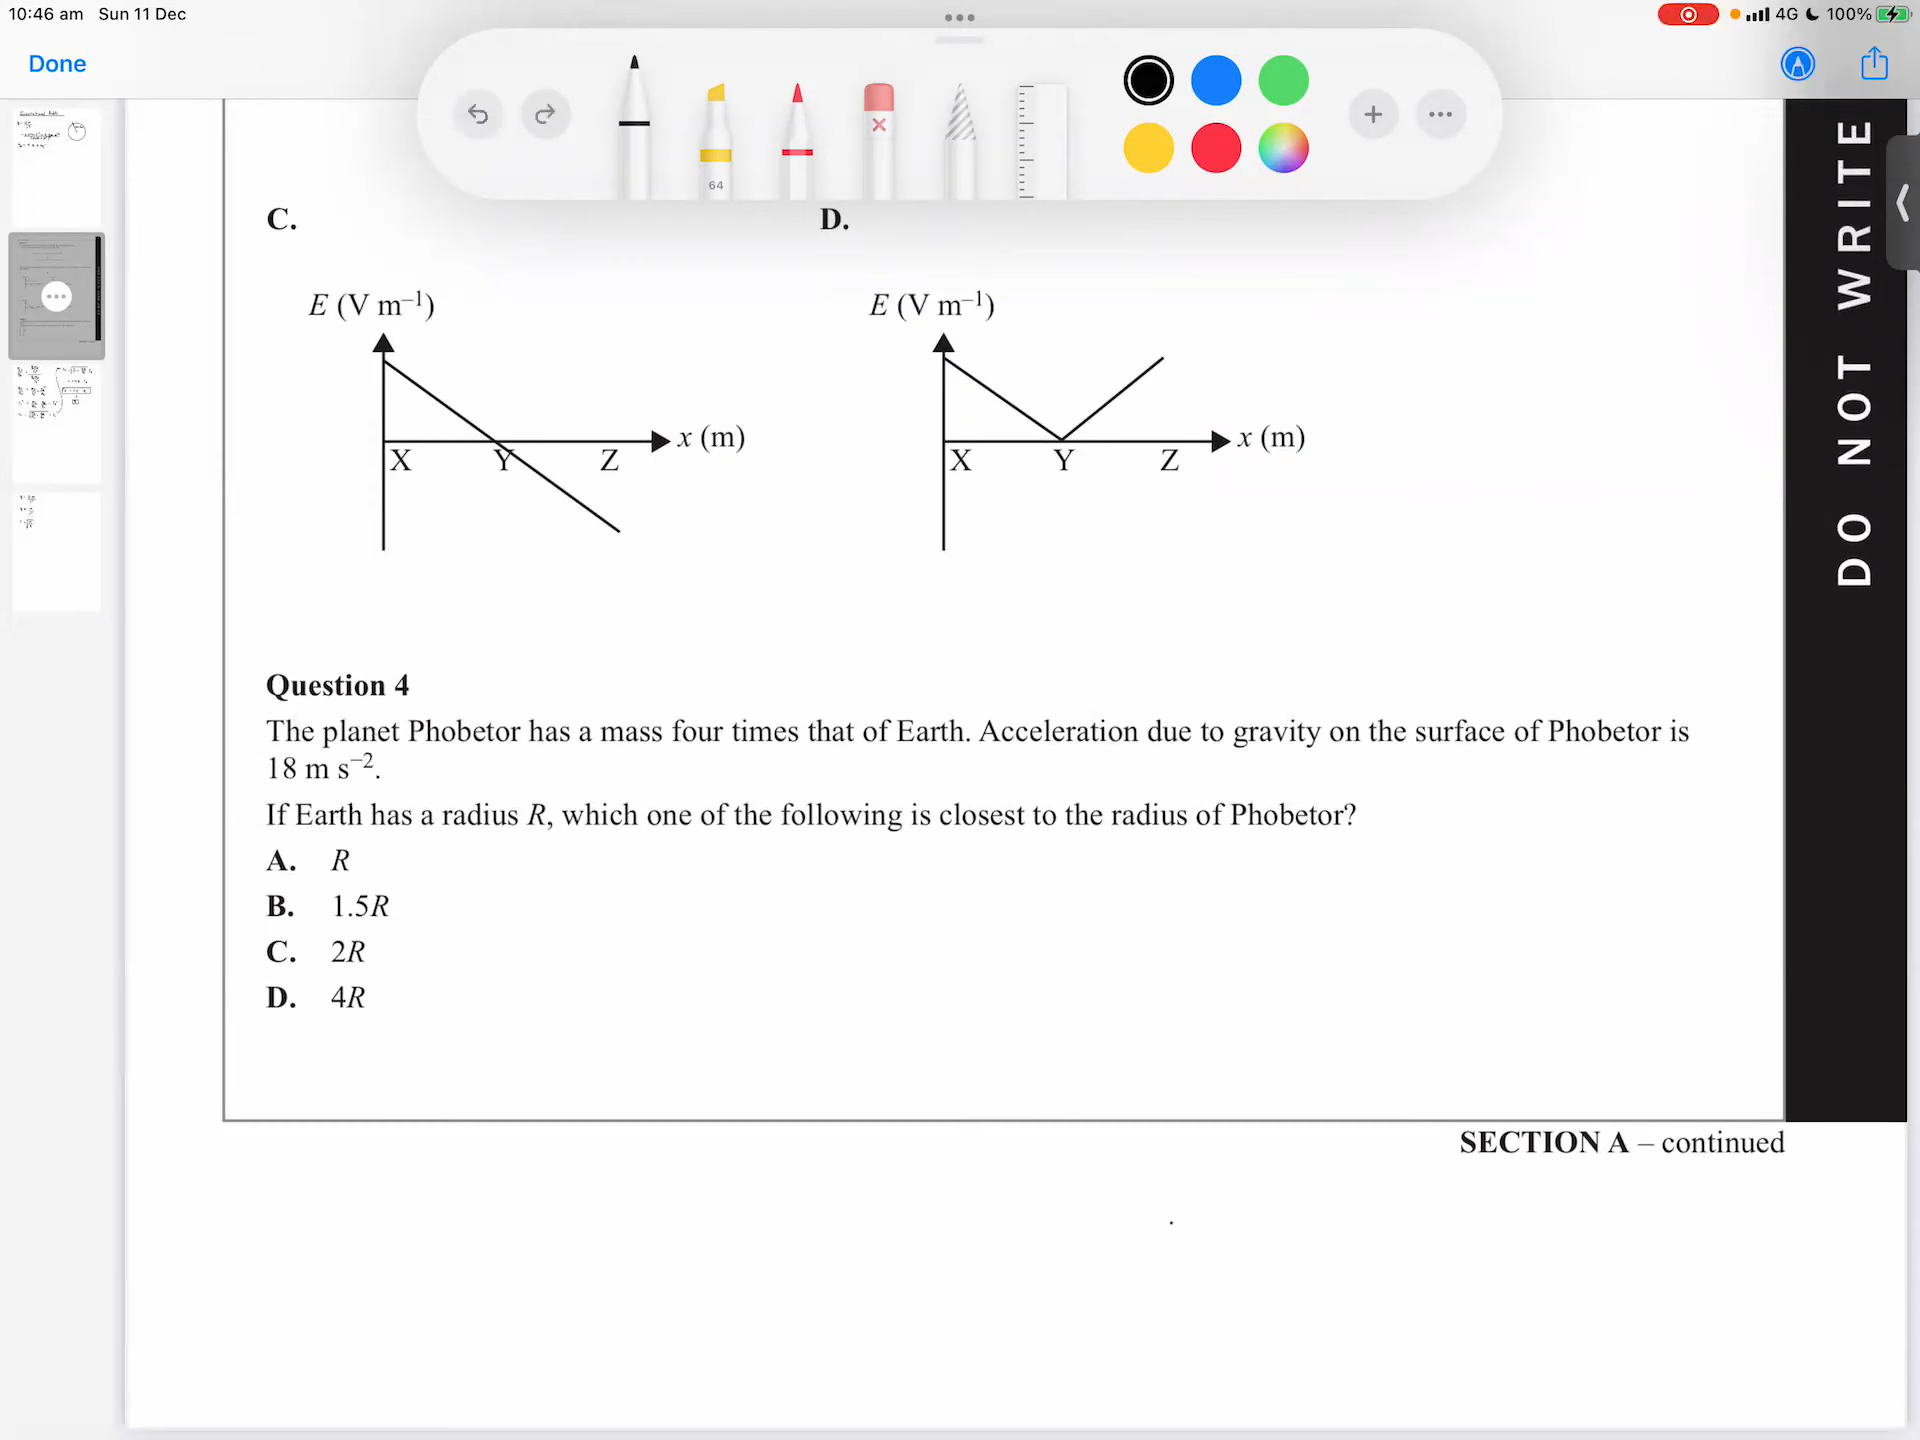 10:46 am Sun 11 Dec
4G 100%
Done
64
C.
D.
E (V m⁻¹)
X Y Z x (m)
E (V m⁻¹)
X Y Z x (m)
Question 4
The planet Phobetor has a mass four times that of Earth. Acceleration due to gravity on the surface of Phobetor is
18 m s⁻².
If Earth has a radius R, which one of the following is closest to the radius of Phobetor?
A. R
B. 1.5R
C. 2R
D. 4R
SECTION A – continued
DO NOT WRITE